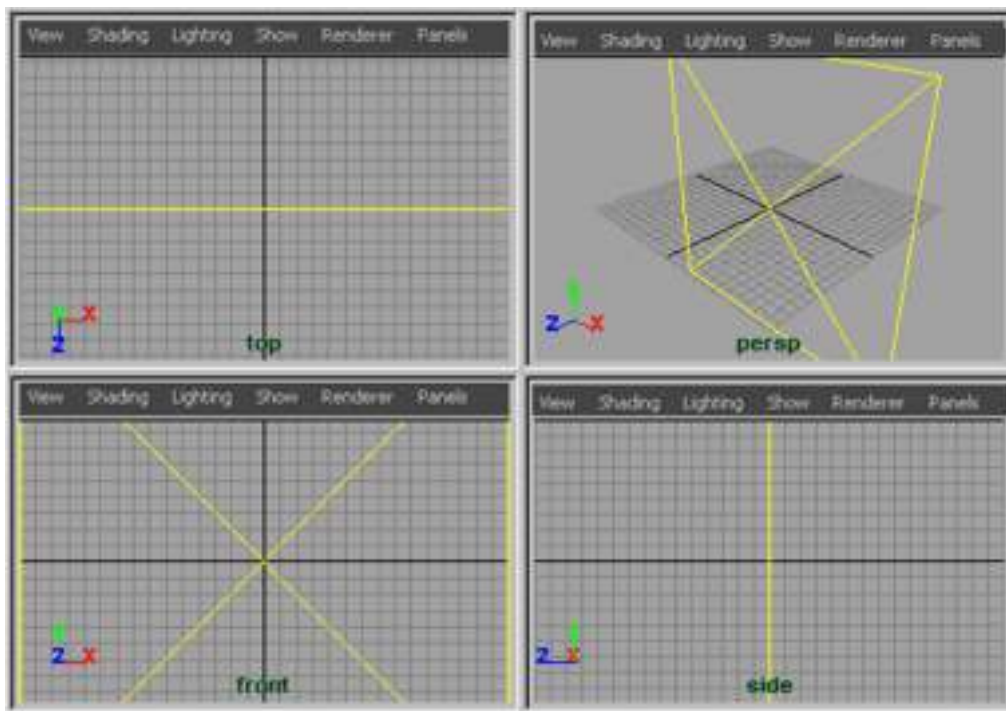 View Shading Lighting Show Renderer Panels
View Shading Lighting Show Renderer Panels
Y X
Z
top
Z X
persp
View Shading Lighting Show Renderer Panels
View Shading Lighting Show Renderer Panels
Z X
front
Z X
side